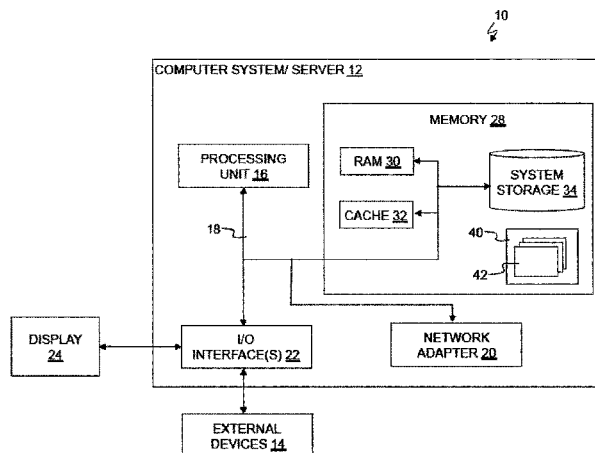 10
COMPUTER SYSTEM/ SERVER 12
MEMORY 28
PROCESSING
UNIT 16
RAM 30
SYSTEM
STORAGE 34
CACHE 32
18
40
42
DISPLAY
24
I/O
INTERFACE(S) 22
NETWORK
ADAPTER 20
EXTERNAL
DEVICES 14